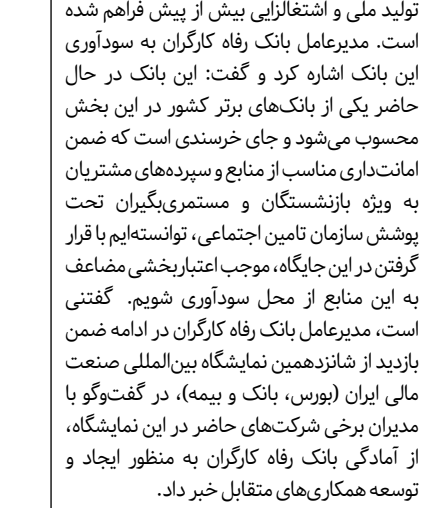 تولید ملی و اشتغالزایی بیش از پیش فراهم شده
است. مدیرعامل بانک رفاه کارگران به سودآوری
این بانک اشاره کرد و گفت: این بانک در حال
حاضر یکی از بانک‌های برتر کشور در این بخش
محسوب می‌شود و جای خرسندی است که ضمن
امانت‌داری مناسب از منابع و سپرده‌های مشتریان
به ویژه بازنشستگان و مستمری‌بگیران تحت
پوشش سازمان تامین اجتماعی، توانسته‌ایم با قرار
گرفتن در این جایگاه، موجب اعتباربخشی مضاعف
به این منابع از محل سودآوری شویم. گفتنی
است، مدیرعامل بانک رفاه کارگران در ادامه ضمن
بازدید از شانزدهمین نمایشگاه بین‌المللی صنعت
مالی ایران (بورس، بانک و بیمه)، در گفت‌وگو با
مدیران برخی شرکت‌های حاضر در این نمایشگاه،
از آمادگی بانک رفاه کارگران به منظور ایجاد و
توسعه همکاری‌های متقابل خبر داد.